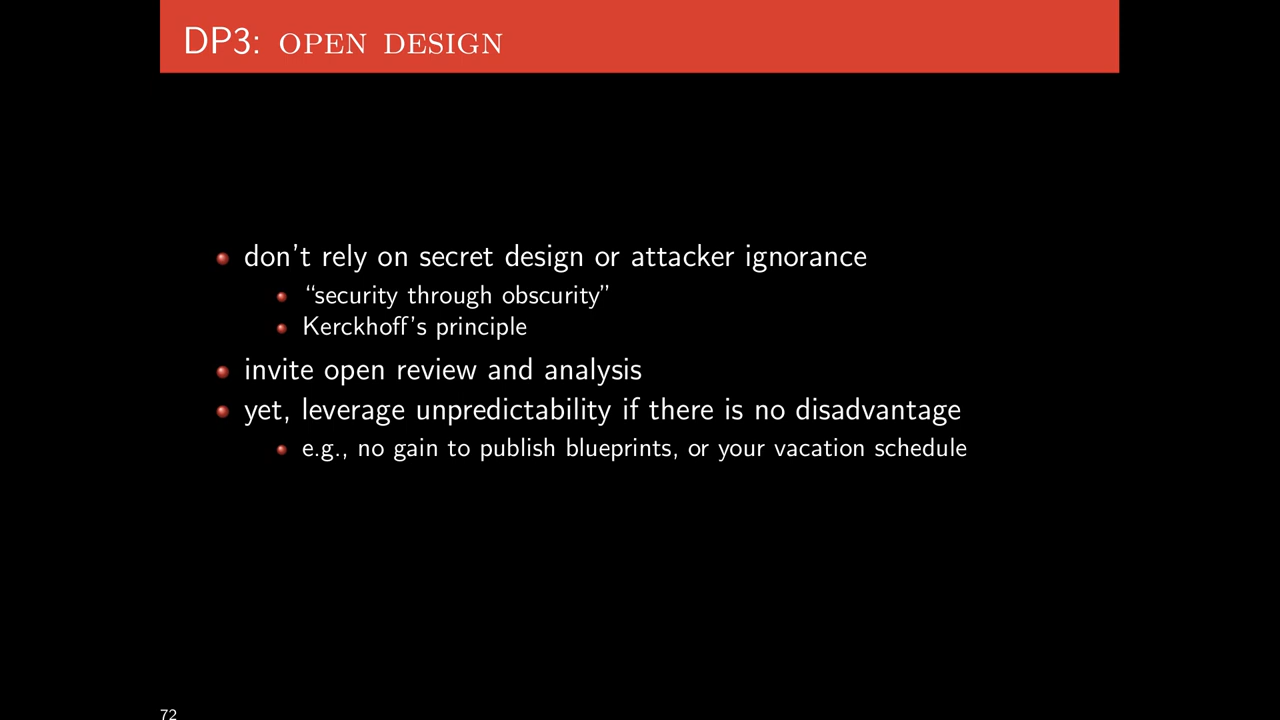 DP3: OPEN DESIGN
don't rely on secret design or attacker ignorance
“security through obscurity”
Kerckhoff's principle
invite open review and analysis
yet, leverage unpredictability if there is no disadvantage
e.g., no gain to publish blueprints, or your vacation schedule
72